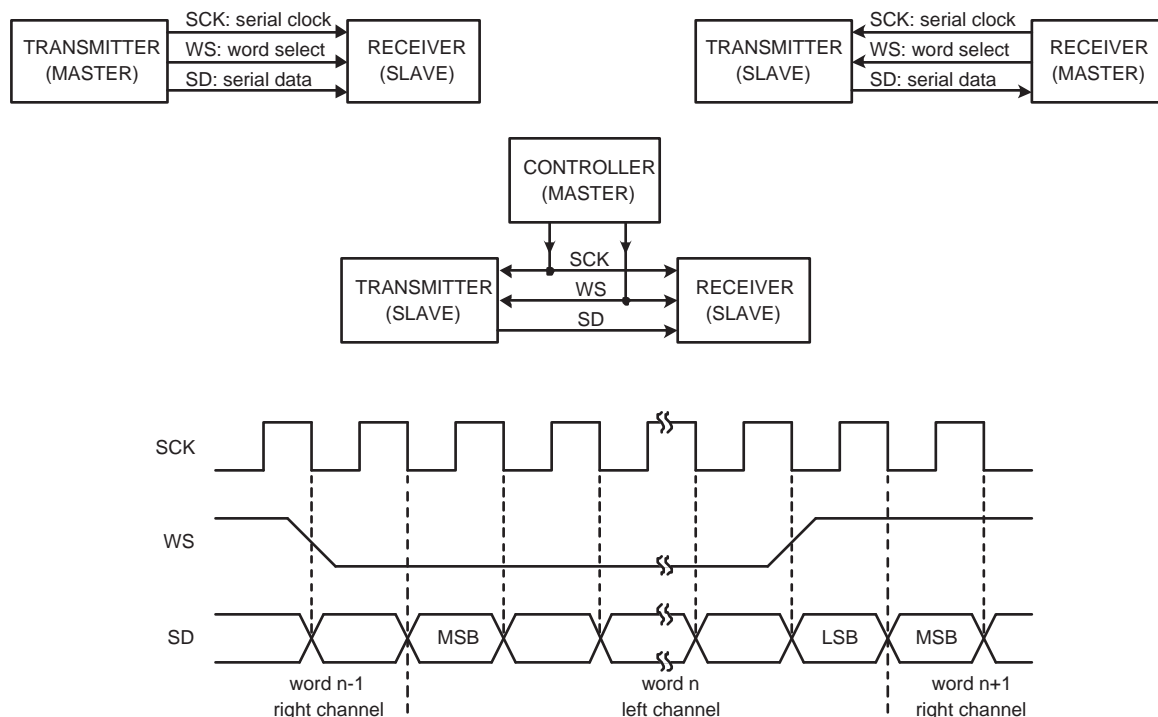 SCK: serial clock
TRANSMITTER
(MASTER)
WS: word select
SD: serial data
RECEIVER
(SLAVE)
TRANSMITTER
(SLAVE)
SCK: serial clock
WS: word select
SD: serial data
RECEIVER
(MASTER)
CONTROLLER
(MASTER)
TRANSMITTER
(SLAVE)
SCK
WS
SD
RECEIVER
(SLAVE)
SCK
WS
SD
MSB
LSB
MSB
word n-1
right channel
word n
left channel
word n+1
right channel